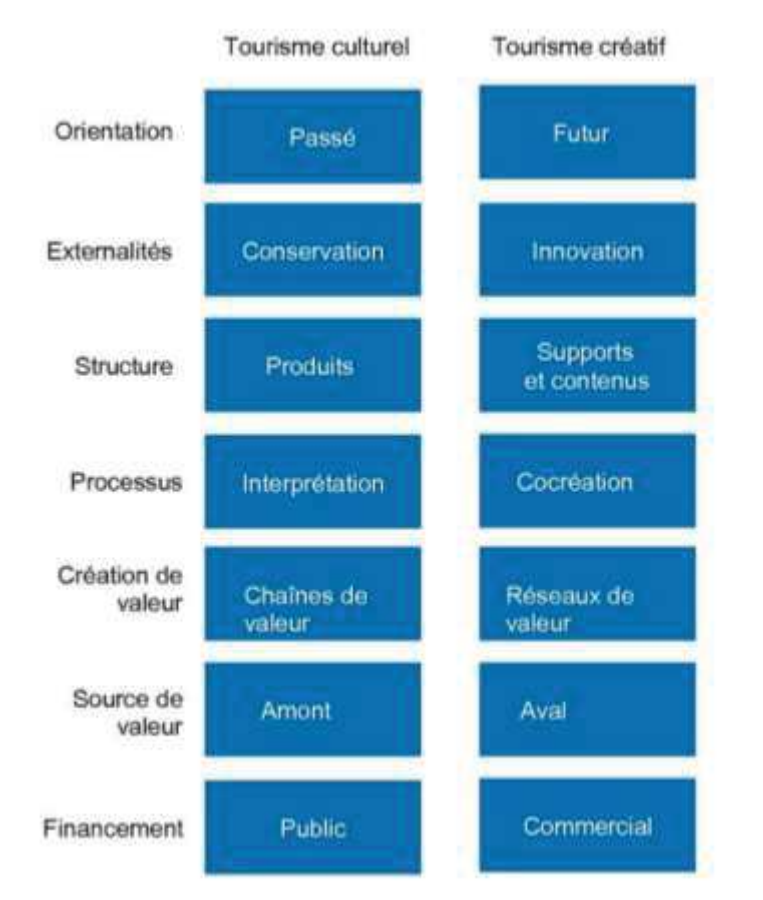 Tourisme culturel Tourisme créatif
Orientation Passé Futur
Externalités Conservation Innovation
Structure Produits Supports
et contenus
Processus Interprétation Cocréation
Création de
valeur Chaînes de
valeur Réseaux de
valeur
Source de
valeur Amont Aval
Financement Public Commercial